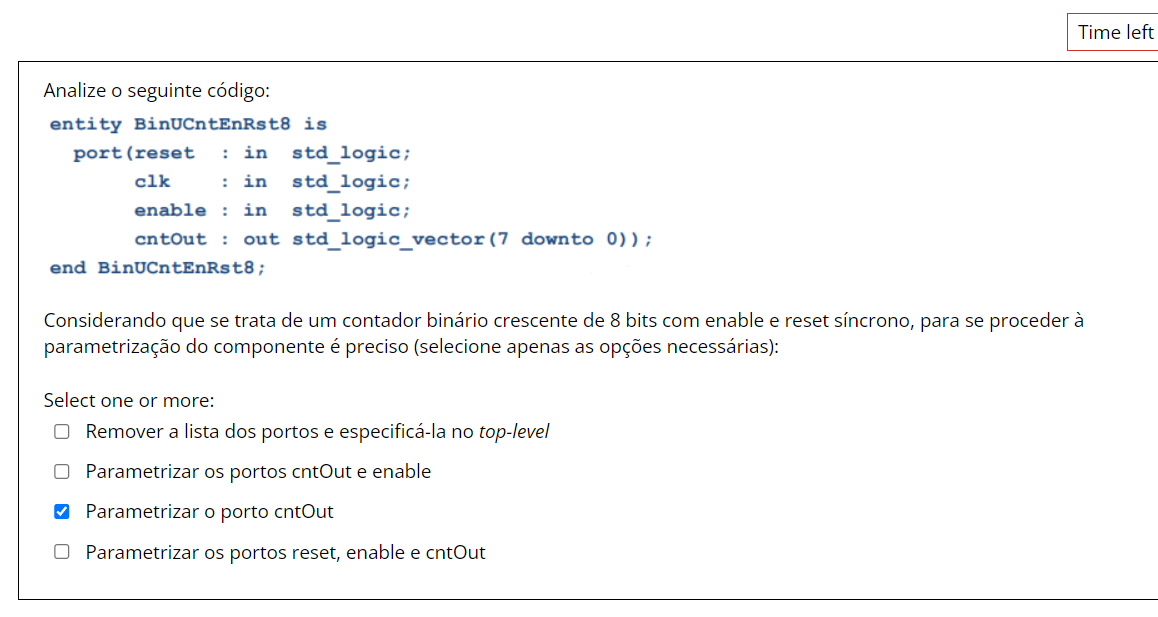 Time left
Analize o seguinte código:
entity BinUCntEnRst8 is
port(reset : in std_logic;
clk : in std_logic;
enable : in std_logic;
cntOut : out std_logic_vector(7 downto 0));
end BinUCntEnRst8;
Considerando que se trata de um contador binário crescente de 8 bits com enable e reset síncrono, para se proceder à
parametrização do componente é preciso (selecione apenas as opções necessárias):
Select one or more:
Remover a lista dos portos e especificá-la no top-level
Parametrizar os portos cntOut e enable
Parametrizar o porto cntOut
Parametrizar os portos reset, enable e cntOut